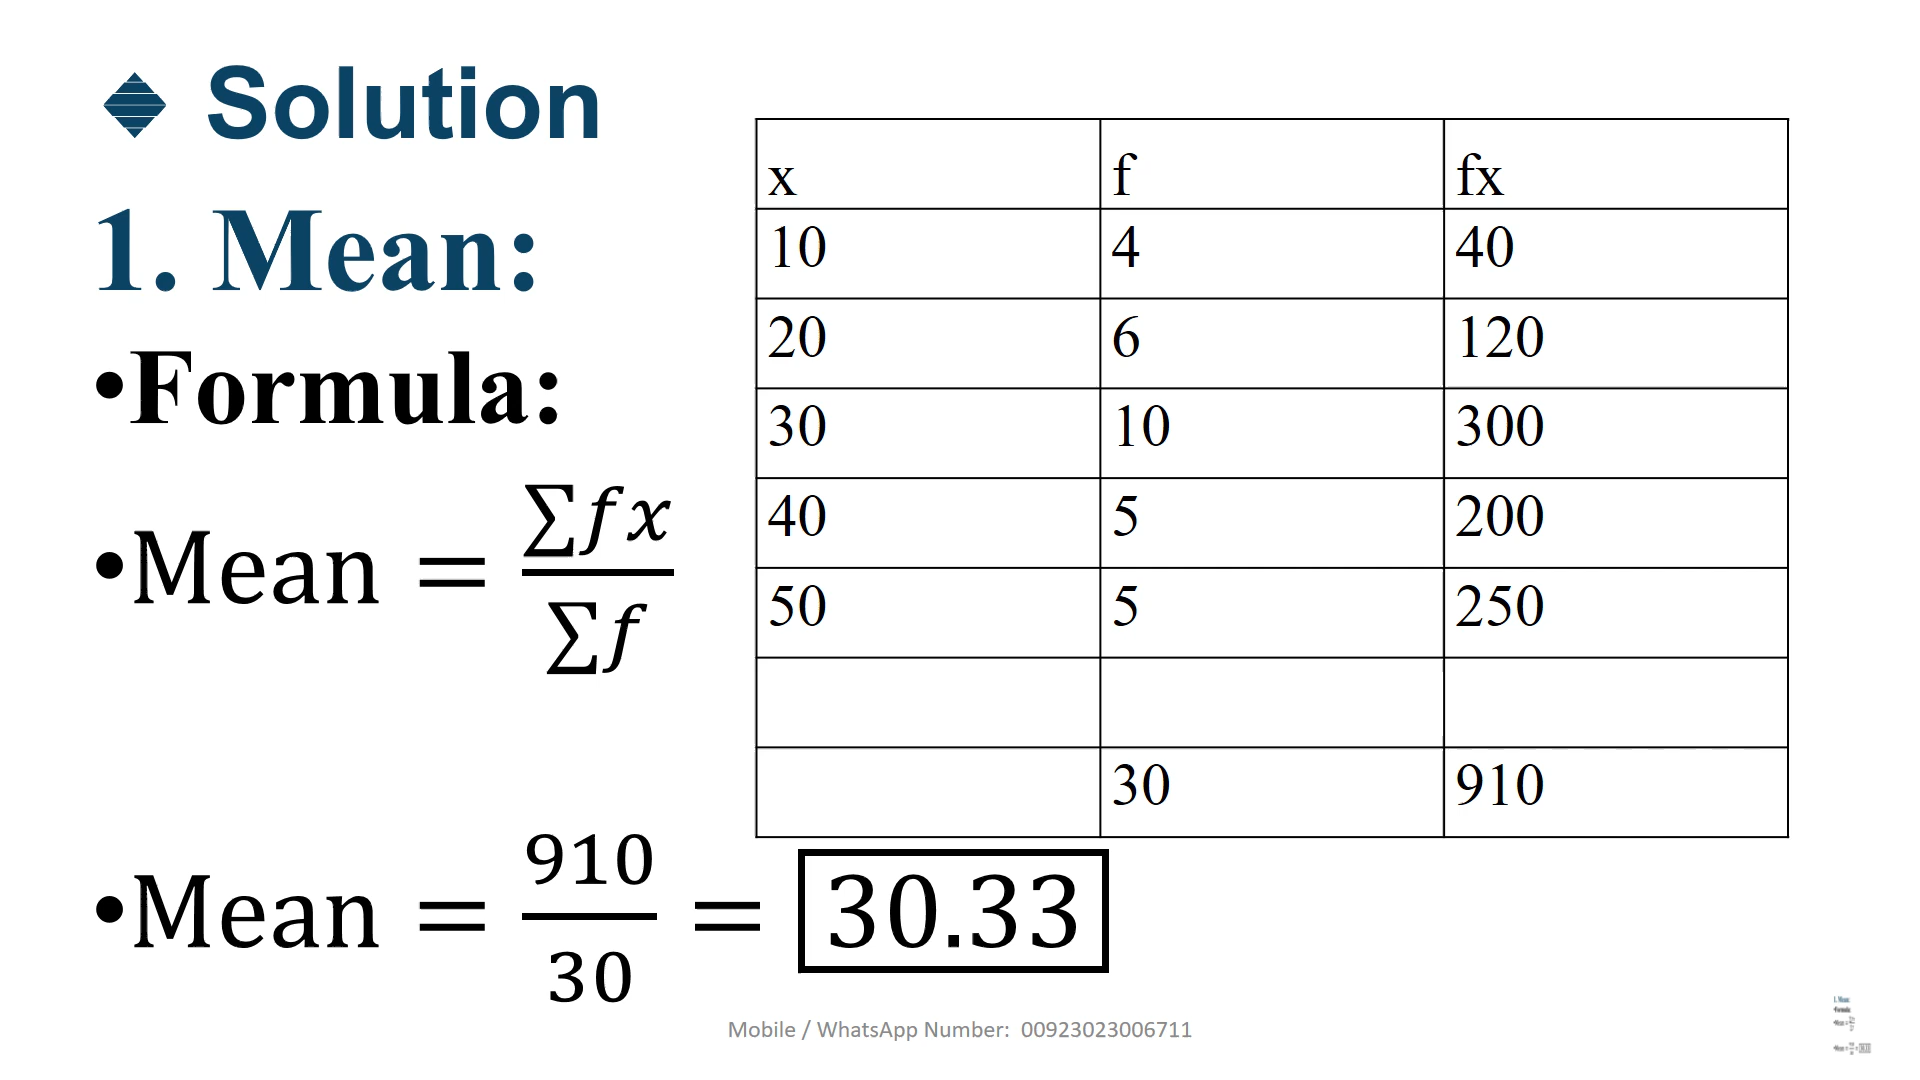 Solution
1. Mean:
•Formula:
•Mean = ∑fx / ∑f
•Mean = 910 / 30 = 30.33
x f fx
10 4 40
20 6 120
30 10 300
40 5 200
50 5 250
30 910
Mobile / WhatsApp Number: 00923023006711